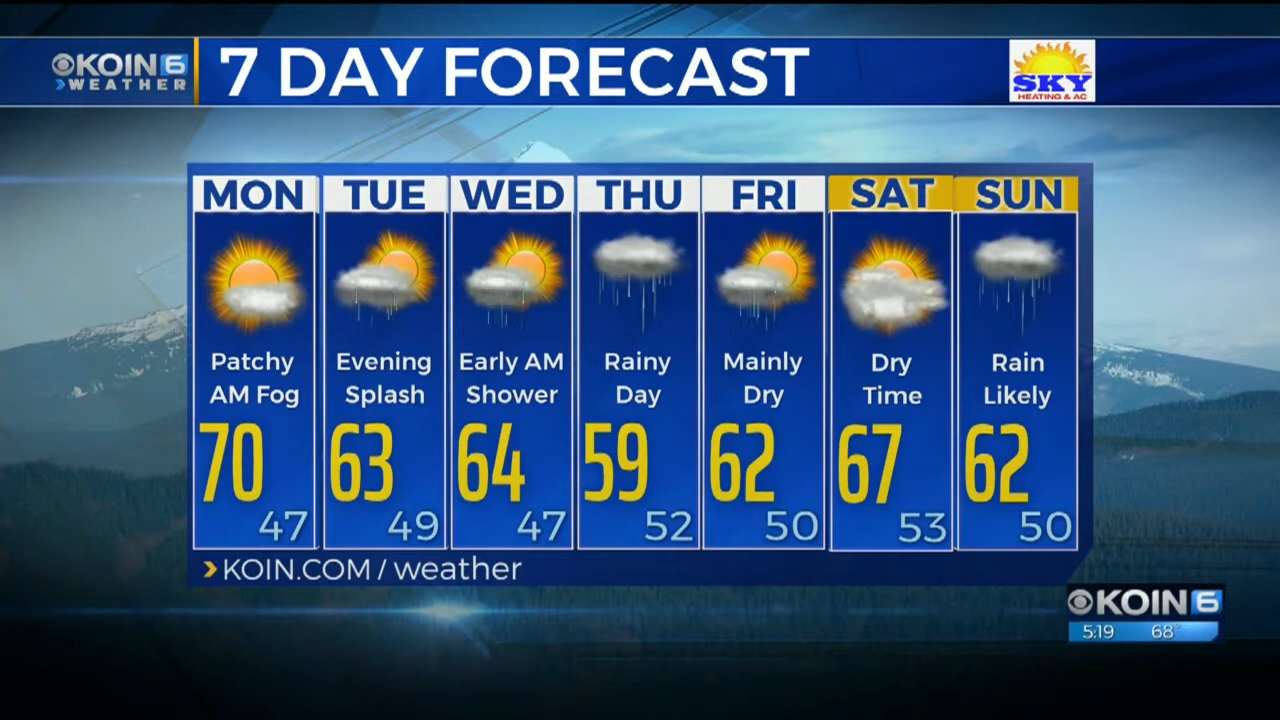 KOIN 6
WEATHER
7 DAY FORECAST
SKY
HEATING & AC
MON TUE WED THU FRI SAT SUN
Patchy Evening Early AM Rainy Mainly Dry Rain
AM Fog Splash Shower Day Dry Time Likely
70 63 64 59 62 67 62
47 49 47 52 50 53 50
KOIN.COM / weather
KOIN 6
5:19 68°